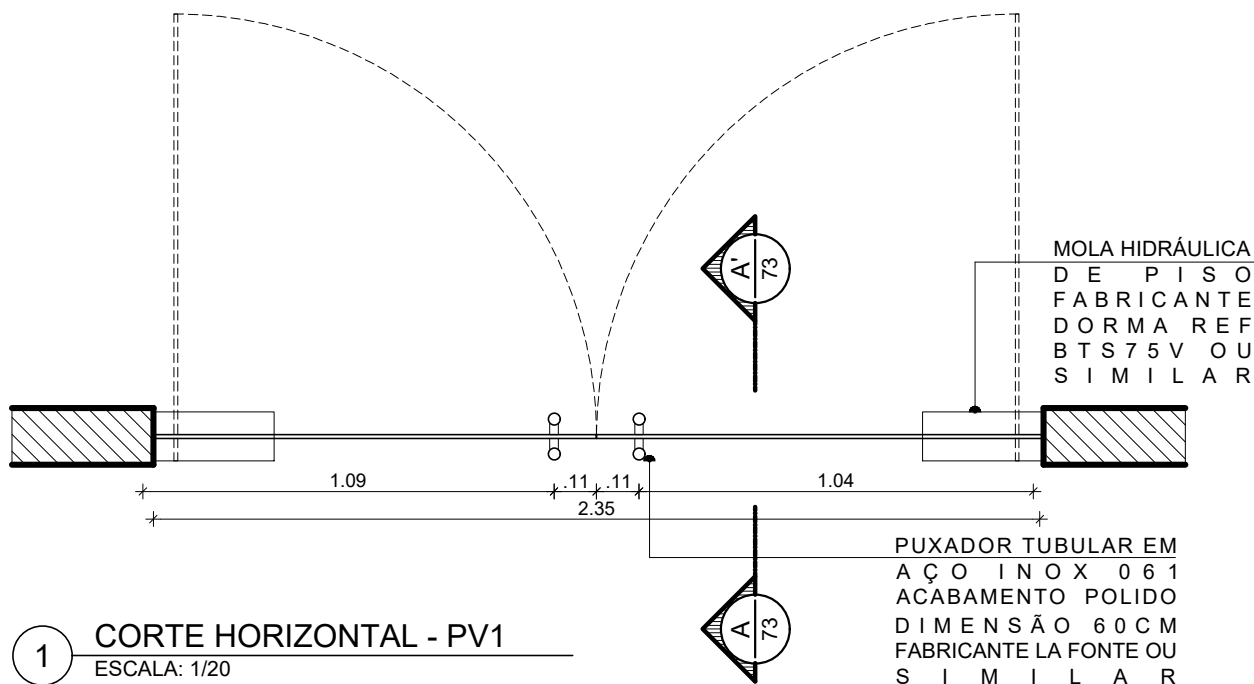 A'
73
MOLA HIDRÁULICA
DE PISO
FABRICANTE
DORMA REF
BTS75V OU
SIMILAR
1.09
.11
.11
1.04
2.35
PUXADOR TUBULAR EM
AÇO INOX 061
ACABAMENTO POLIDO
DIMENSÃO 60CM
FABRICANTE LA FONTE OU
SIMILAR
A
73
1
CORTE HORIZONTAL - PV1
ESCALA: 1/20